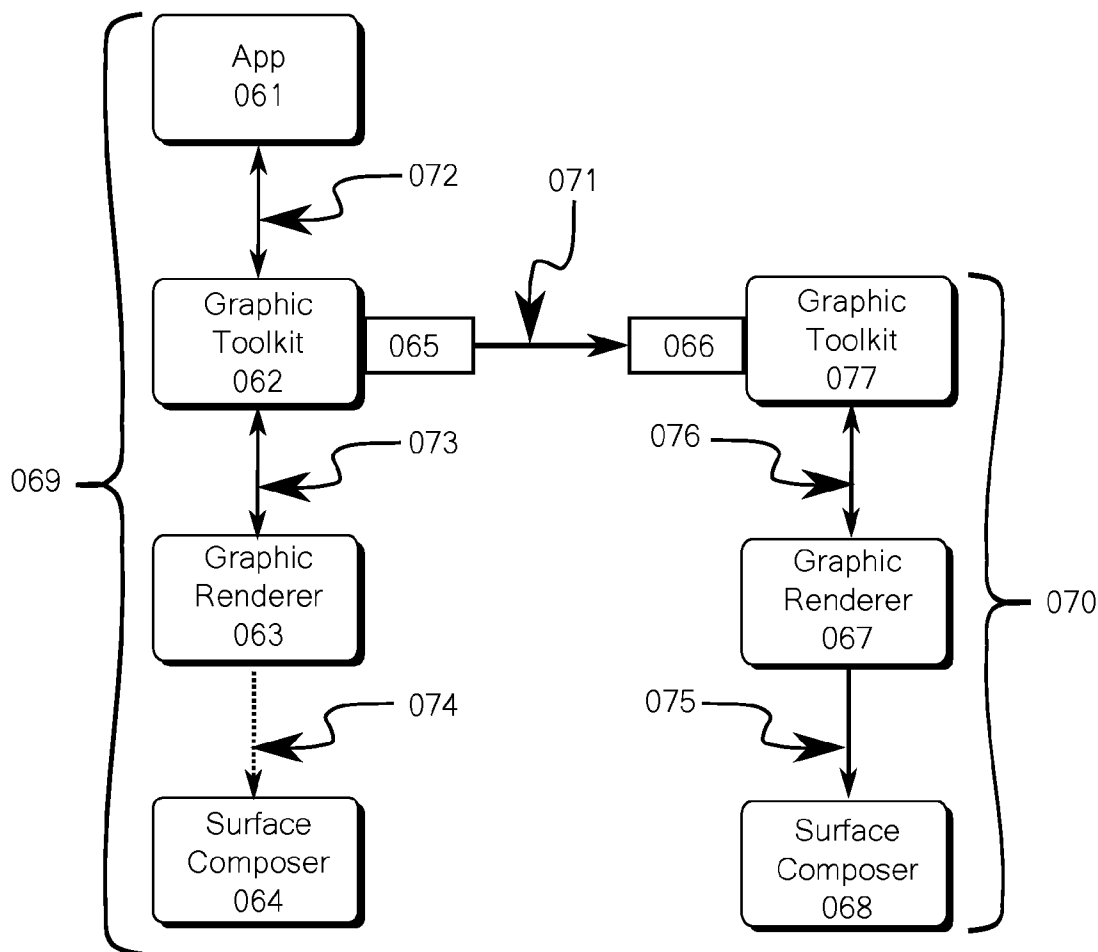 App
061
072
071
Graphic
Toolkit
062
065
066
Graphic
Toolkit
077
073
076
069
Graphic
Renderer
063
Graphic
Renderer
067
070
074
075
Surface
Composer
064
Surface
Composer
068